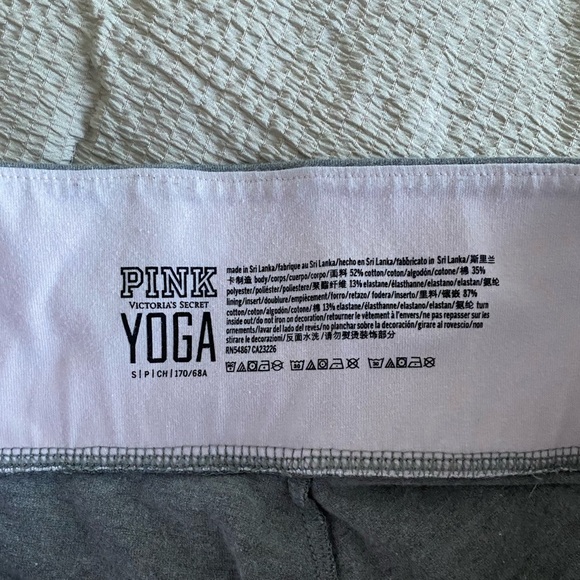 PINK
VICTORIA'S SECRET
YOGA
S | P | CH | 170/68A
made in Sri Lanka/fabrique au Sri Lanka/hecho en Sri Lanka/fabbricato in Sri Lanka/斯里兰
卡制造 body/corps/cuerpo/corpo/面料 52% cotton/coton/algodón/cotone/棉 35%
polyester/poliéster/poliestere/聚酯纤维 13% elastane/élasthanne/elastano/elastan/氨纶
lining/insert/doublure/emplècement/forro/retazo/fodera/inserto/里料/镶嵌 87%
cotton/coton/algodón/cotone/棉 13% elastane/élasthanne/elastano/elastan/氨纶 turn
inside out/do not iron on decoration/retourner le vêtement à l'envers/ne pas repasser sur les
ornements/lavar del lado del revés/no planchar sobre la decoración/girar al rovescio/non
stirare le decorazioni/反面水洗/请勿熨烫装饰部分
RN54867 CA23226